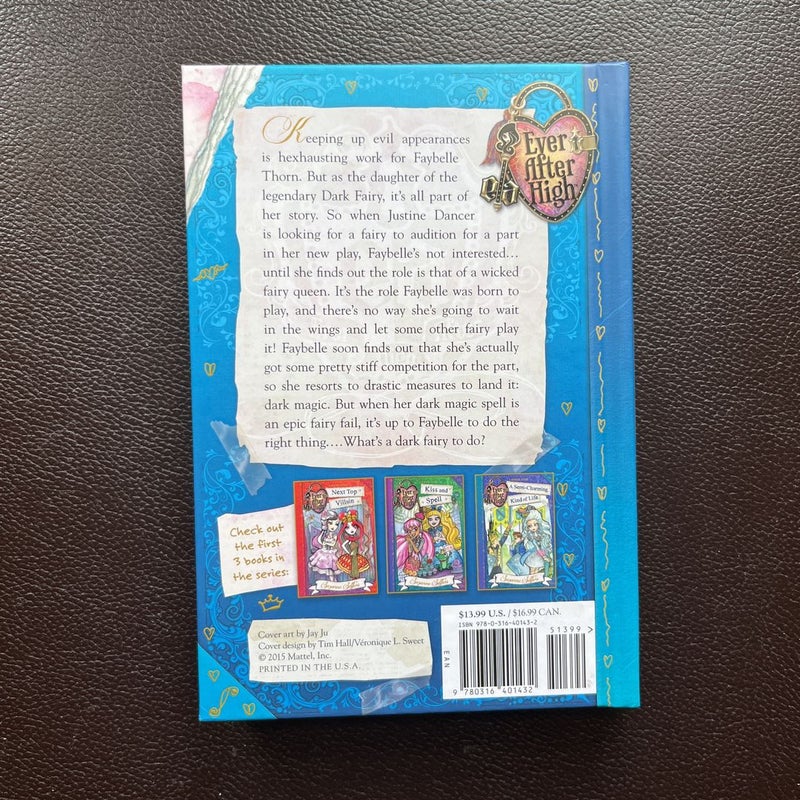 Ever
After
High
Keeping up evil appearances
is hexhausting work for Faybelle
Thorn. But as the daughter of the
legendary Dark Fairy, it's all part of
her story. So when Justine Dancer
is looking for a fairy to audition for a part
in her new play, Faybelle's not interested...
until she finds out the role is that of a wicked
fairy queen. It's the role Faybelle was born to
play, and there's no way she's going to wait
in the wings and let some other fairy play
it! Faybelle soon finds out that she's actually
got some pretty stiff competition for the part,
so she resorts to drastic measures to land it:
dark magic. But when her dark magic spell is
an epic fairy fail, it's up to Faybelle to do the
right thing....What's a dark fairy to do?
Check out
the first
3 books in
the series:
Next Top
Villain
Suzanne Selfors
Kiss and
Spell
Suzanne Selfors
A Semi-Charming
Kind of Life
Suzanne Selfors
Cover art by Jay Ju
Cover design by Tim Hall/Véronique L. Sweet
© 2015 Mattel, Inc.
PRINTED IN THE U.S.A.
$13.99 U.S. / $16.99 CAN.
ISBN 978-0-316-40143-2
51399>
EAN
9 780316 401432